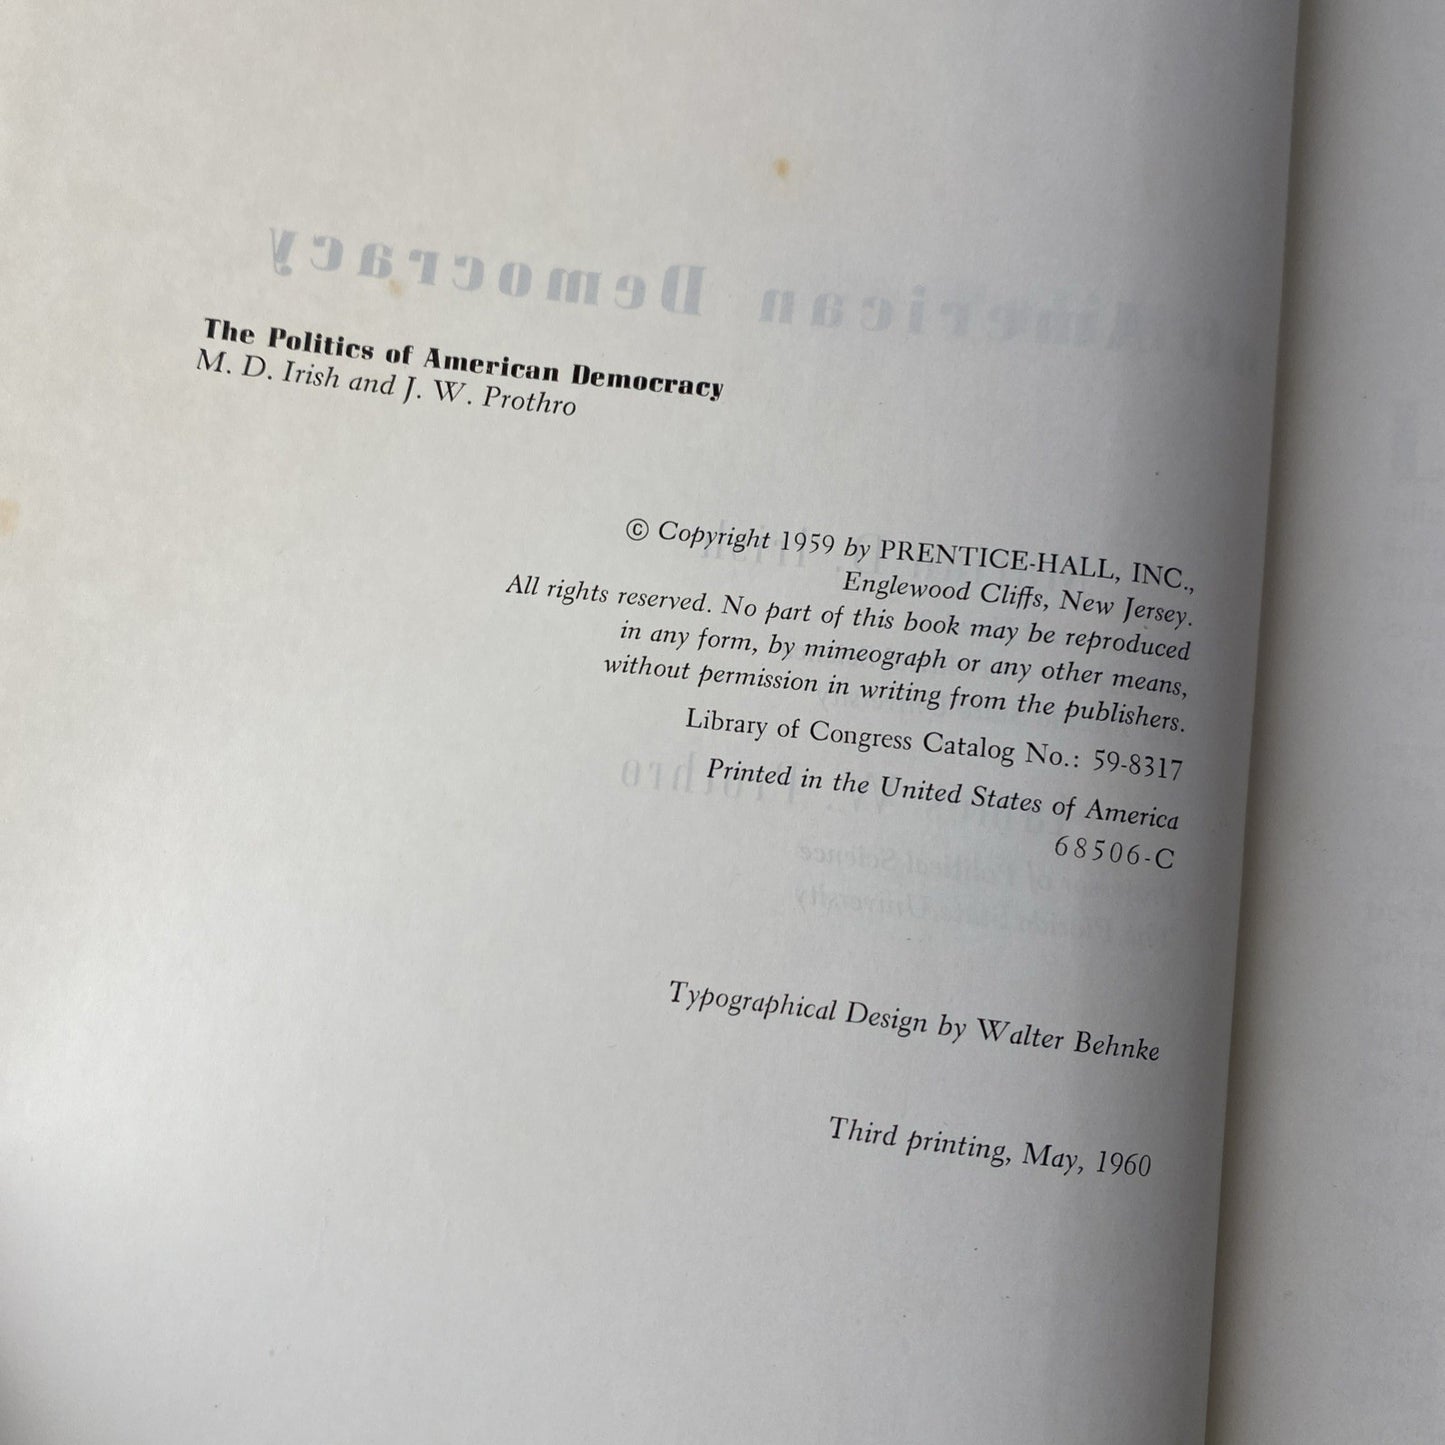 The Politics of American Democracy
M. D. Irish and J. W. Prothro
© Copyright 1959 by PRENTICE-HALL, INC.,
Englewood Cliffs, New Jersey.
All rights reserved. No part of this book may be reproduced
in any form, by mimeograph or any other means,
without permission in writing from the publishers.
Library of Congress Catalog No.: 59-8317
Printed in the United States of America
68506-C
Typographical Design by Walter Behnke
Third printing, May, 1960